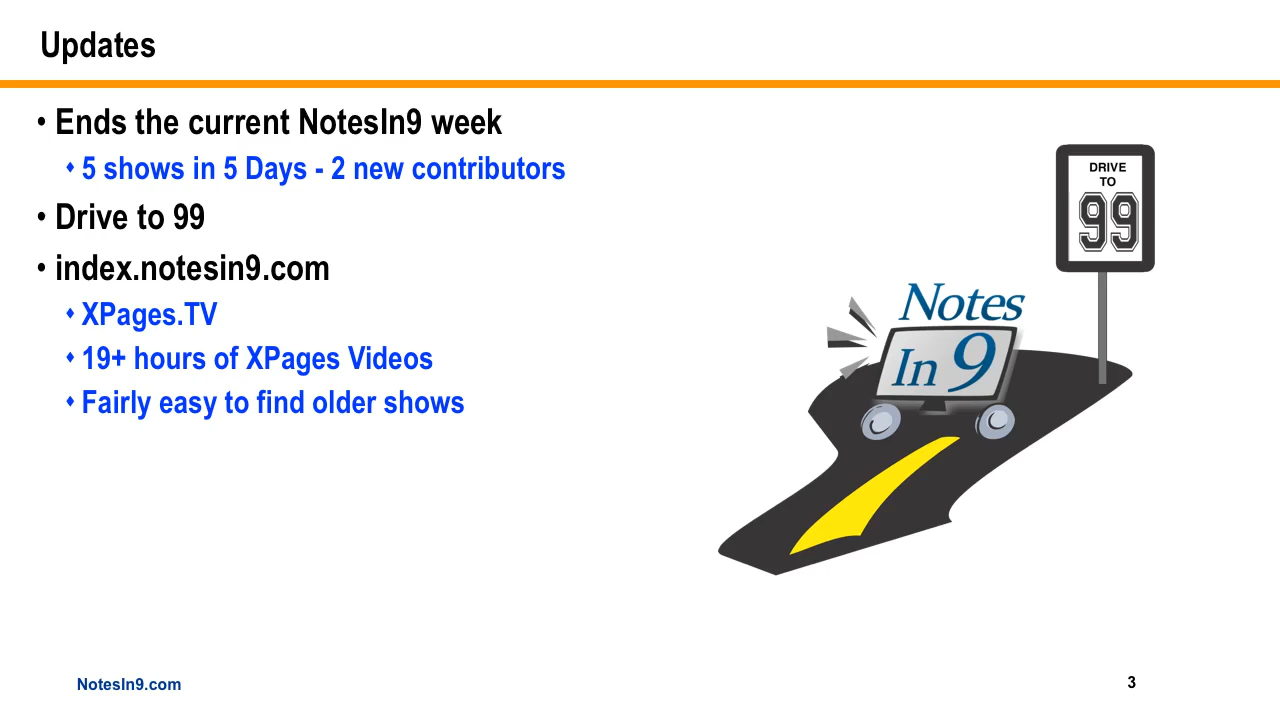 Updates
• Ends the current NotesIn9 week
♦ 5 shows in 5 Days - 2 new contributors
• Drive to 99
• index.notesin9.com
♦ XPages.TV
♦ 19+ hours of XPages Videos
♦ Fairly easy to find older shows
DRIVE
TO
99
Notes
In 9
NotesIn9.com
3